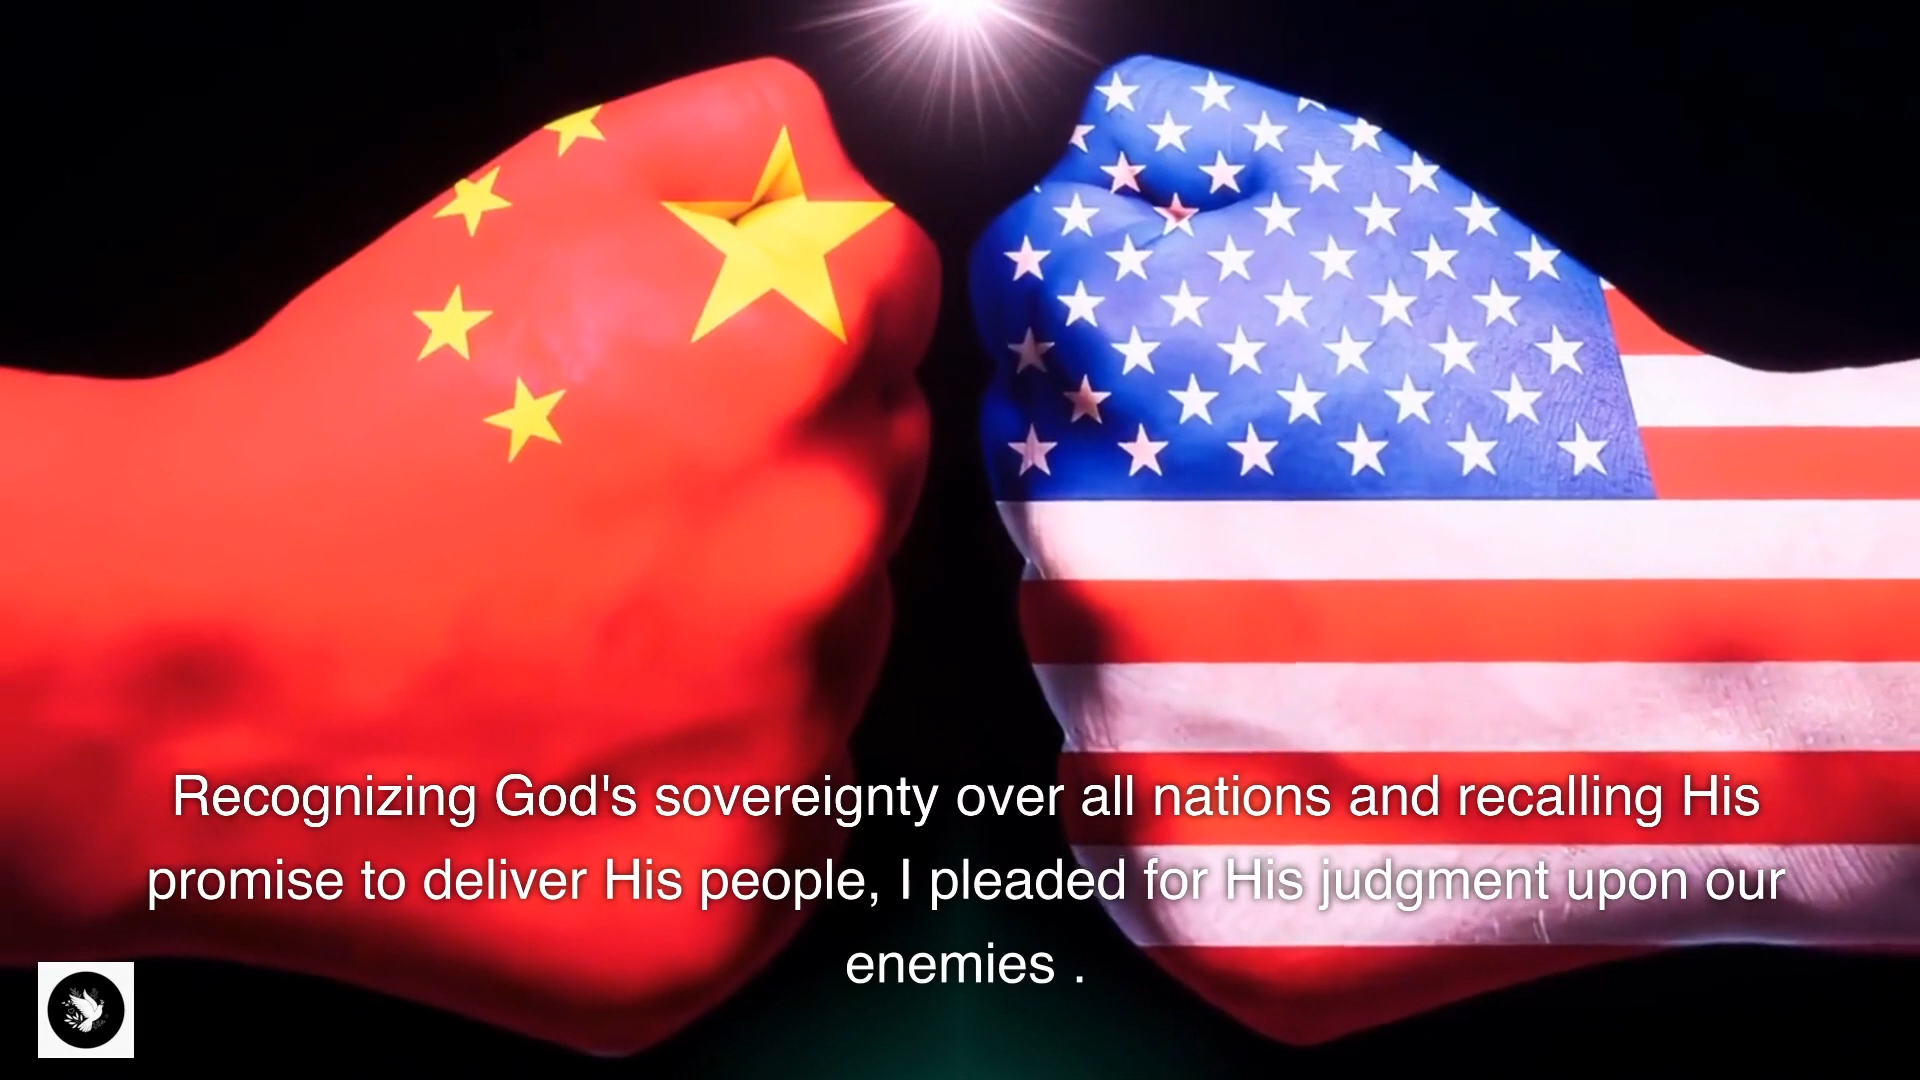 Recognizing God's sovereignty over all nations and recalling His
promise to deliver His people, I pleaded for His judgment upon our
enemies .